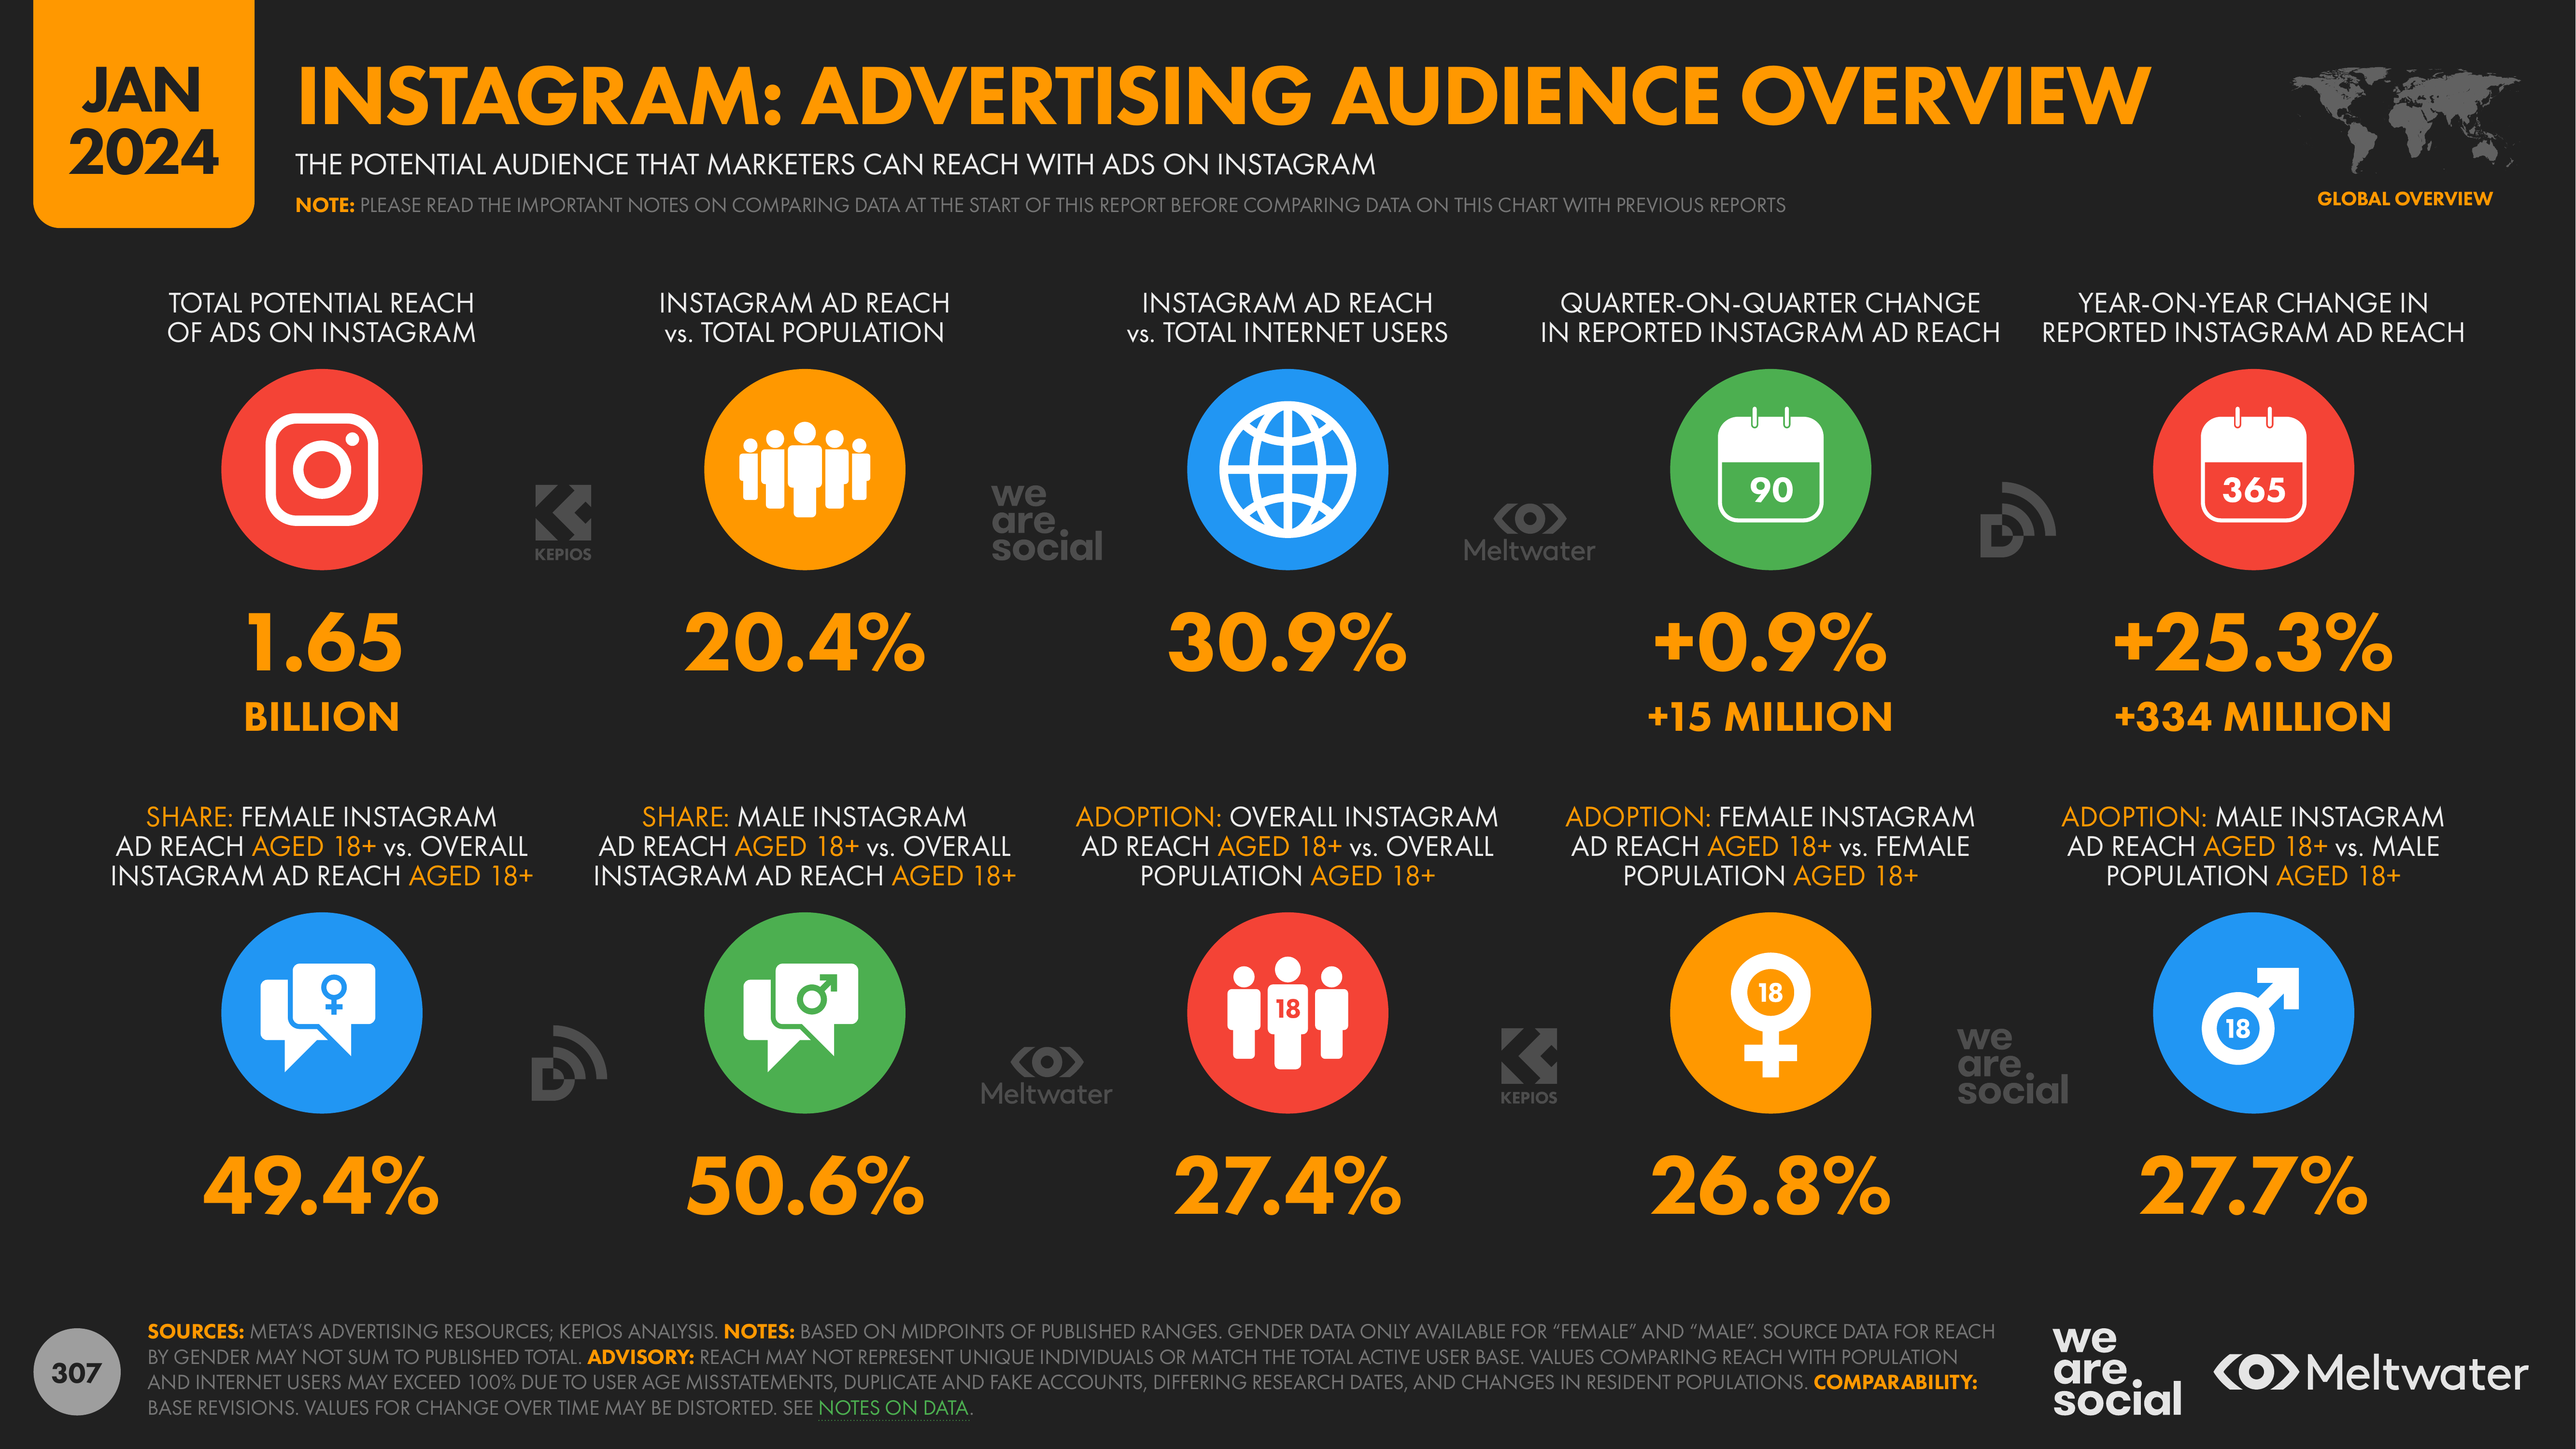 JAN
2024
INSTAGRAM: ADVERTISING AUDIENCE OVERVIEW
THE POTENTIAL AUDIENCE THAT MARKETERS CAN REACH WITH ADS ON INSTAGRAM
NOTE: PLEASE READ THE IMPORTANT NOTES ON COMPARING DATA AT THE START OF THIS REPORT BEFORE COMPARING DATA ON THIS CHART WITH PREVIOUS REPORTS
GLOBAL OVERVIEW
TOTAL POTENTIAL REACH
OF ADS ON INSTAGRAM
1.65
BILLION
INSTAGRAM AD REACH
vs. TOTAL POPULATION
20.4%
INSTAGRAM AD REACH
vs. TOTAL INTERNET USERS
30.9%
QUARTER-ON-QUARTER CHANGE
IN REPORTED INSTAGRAM AD REACH
90
+0.9%
+15 MILLION
YEAR-ON-YEAR CHANGE IN
REPORTED INSTAGRAM AD REACH
365
+25.3%
+334 MILLION
KEPIOS
we
are
social
Meltwater
SHARE: FEMALE INSTAGRAM
AD REACH AGED 18+ vs. OVERALL
INSTAGRAM AD REACH AGED 18+
49.4%
SHARE: MALE INSTAGRAM
AD REACH AGED 18+ vs. OVERALL
INSTAGRAM AD REACH AGED 18+
50.6%
ADOPTION: OVERALL INSTAGRAM
AD REACH AGED 18+ vs. OVERALL
POPULATION AGED 18+
18
27.4%
ADOPTION: FEMALE INSTAGRAM
AD REACH AGED 18+ vs. FEMALE
POPULATION AGED 18+
18
26.8%
ADOPTION: MALE INSTAGRAM
AD REACH AGED 18+ vs. MALE
POPULATION AGED 18+
18
27.7%
Meltwater
KEPIOS
we
are
social
307
SOURCES: META'S ADVERTISING RESOURCES; KEPIOS ANALYSIS. NOTES: BASED ON MIDPOINTS OF PUBLISHED RANGES. GENDER DATA ONLY AVAILABLE FOR "FEMALE" AND "MALE". SOURCE DATA FOR REACH
BY GENDER MAY NOT SUM TO PUBLISHED TOTAL. ADVISORY: REACH MAY NOT REPRESENT UNIQUE INDIVIDUALS OR MATCH THE TOTAL ACTIVE USER BASE. VALUES COMPARING REACH WITH POPULATION
AND INTERNET USERS MAY EXCEED 100% DUE TO USER AGE MISSTATEMENTS, DUPLICATE AND FAKE ACCOUNTS, DIFFERING RESEARCH DATES, AND CHANGES IN RESIDENT POPULATIONS. COMPARABILITY:
BASE REVISIONS. VALUES FOR CHANGE OVER TIME MAY BE DISTORTED. SEE NOTES ON DATA.
we
are
social
Meltwater